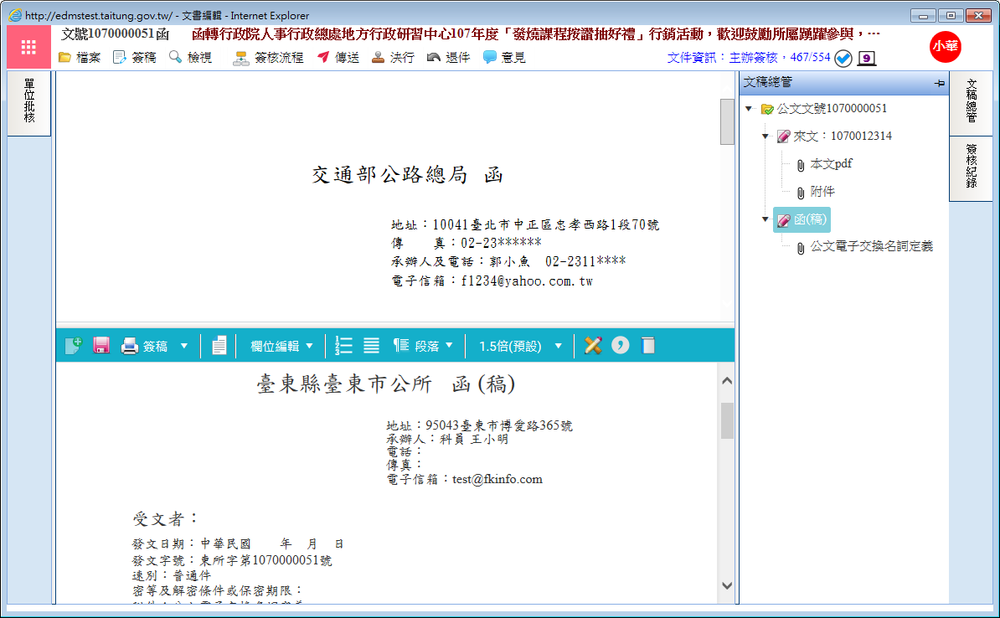 http://edmstest.taitung.gov.tw/ - 文書編輯 - Internet Explorer
文號1070000051函 函轉行政院人事行政總處地方行政研習中心107年度「發燒課程按讚抽好禮」行銷活動，歡迎鼓勵所屬踴躍參與，…
檔案 簽稿 檢視 簽核流程 傳送 決行 退件 意見
文件資訊：主辦簽核，467/554 9
小華
單位批核
交通部公路總局 函
地址：10041臺北市中正區忠孝西路1段70號
傳 真：02-23******
承辦人及電話：郭小魚 02-2311****
電子信箱：f1234@yahoo.com.tw
簽稿 欄位編輯 段落 1.5倍(預設)
臺東縣臺東市公所 函(稿)
地址：95043臺東市博愛路365號
承辦人：科員 王小明
電話：
傳真：
電子信箱：test@fkinfo.com
受文者：
發文日期：中華民國 年 月 日
發文字號：東所字第1070000051號
速別：普通件
密等及解密條件或保密期限：
文稿總管
公文文號1070000051
來文：1070012314
本文pdf
附件
函(稿)
公文電子交換名詞定義
文稿總管
簽核紀錄